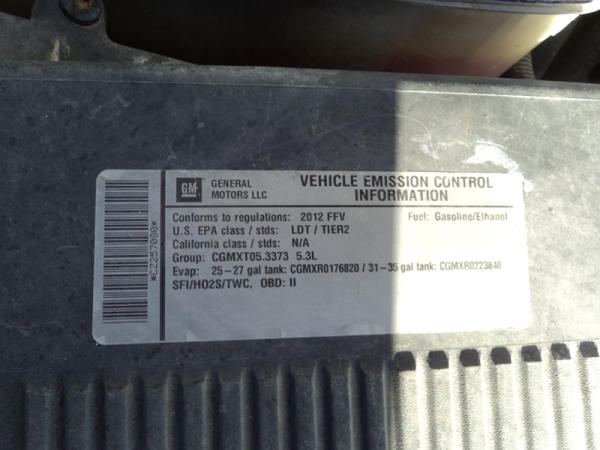 *CZ257090*
GM GENERAL MOTORS LLC
VEHICLE EMISSION CONTROL
INFORMATION
Conforms to regulations: 2012 FFV Fuel: Gasoline/Ethanol
U.S. EPA class / stds: LDT / TIER2
California class / stds: N/A
Group: CGMXT05.3373 5.3L
Evap: 25-27 gal tank: CGMXR0176820 / 31-35 gal tank: CGMXR0223840
SFI/HO2S/TWC, OBD: II